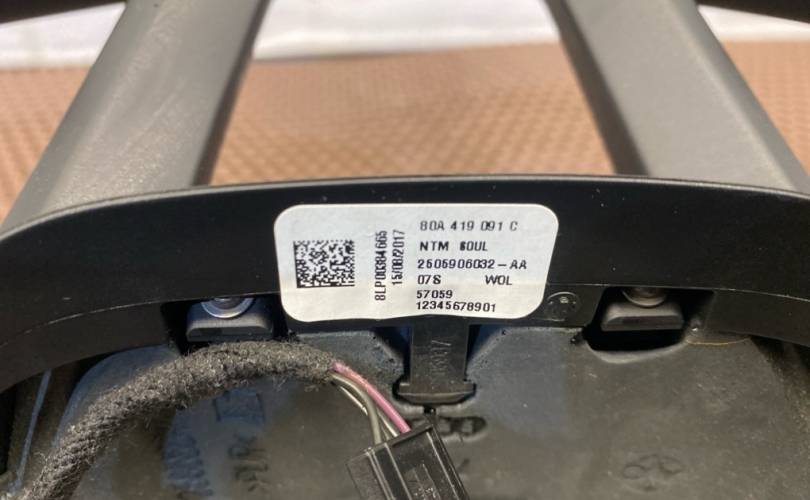 80A 419 091 C
NTM SOUL
2505906032-AA
07S WOL
57059
12345678901
8LP00384665
15/08/2017